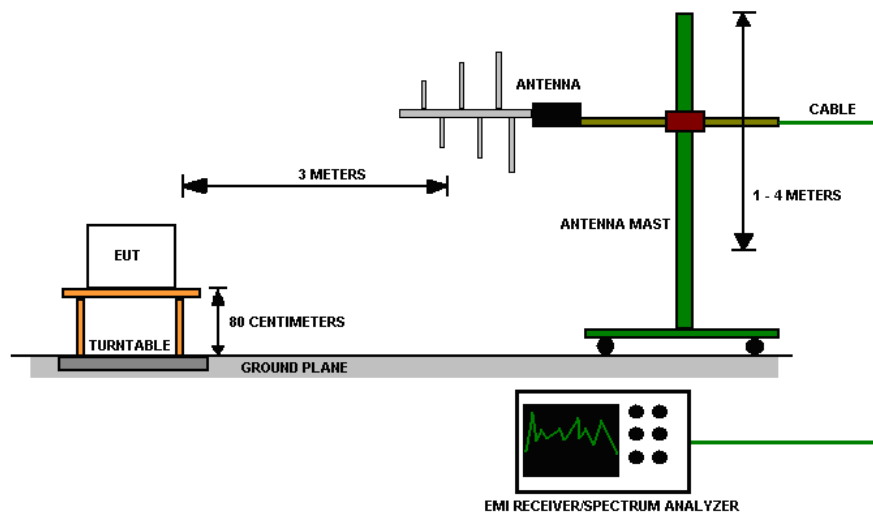 ANTENNA
CABLE
3 METERS
1 - 4 METERS
ANTENNA MAST
EUT
80 CENTIMETERS
TURNTABLE
GROUND PLANE
EMI RECEIVER/SPECTRUM ANALYZER